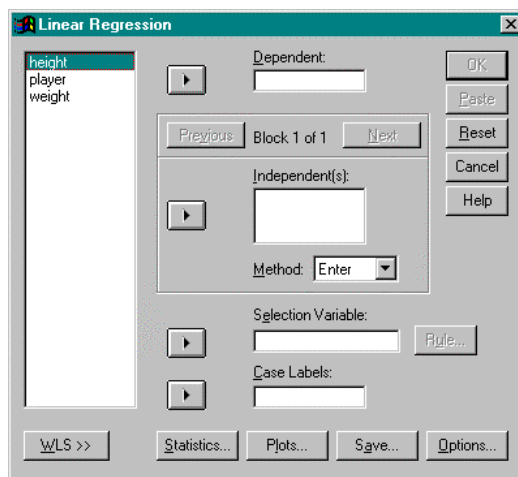 Linear Regression
height
player
weight
Dependent:
OK
Paste
Reset
Cancel
Help
Previous
Block 1 of 1
Next
Independent(s):
Method:
Enter
Selection Variable:
Rule...
Case Labels:
WLS >>
Statistics...
Plots...
Save...
Options...